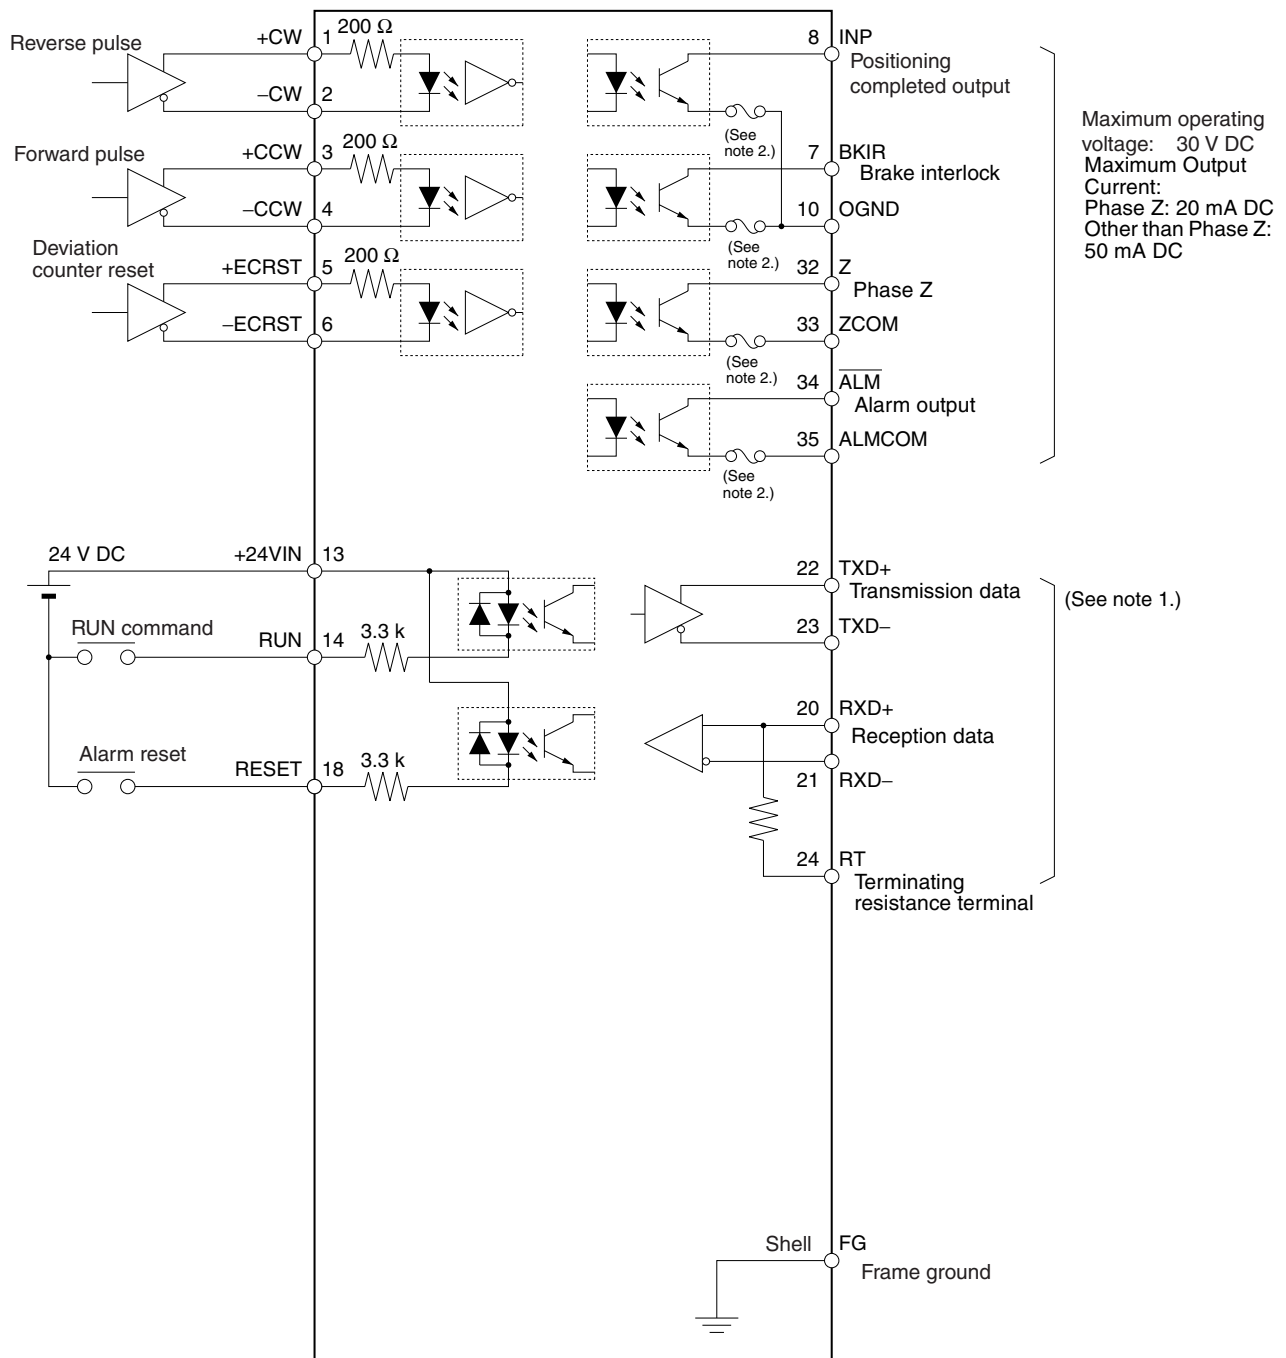 Reverse pulse
+CW 1 200 Ω
−CW 2
Forward pulse
+CCW 3 200 Ω
−CCW 4
Deviation
counter reset
+ECRST 5 200 Ω
−ECRST 6
8 INP
Positioning
completed output
(See
note 2.)
7 BKIR
Brake interlock
10 OGND
(See
note 2.)
32 Z
Phase Z
33 ZCOM
(See
note 2.)
34 ALM
Alarm output
35 ALMCOM
(See
note 2.)
Maximum operating
voltage: 30 V DC
Maximum Output
Current:
Phase Z: 20 mA DC
Other than Phase Z:
50 mA DC
24 V DC
+24VIN 13
RUN command
RUN 14 3.3 k
Alarm reset
RESET 18 3.3 k
22 TXD+
Transmission data
23 TXD−
(See note 1.)
20 RXD+
Reception data
21 RXD−
24 RT
Terminating
resistance terminal
Shell FG
Frame ground